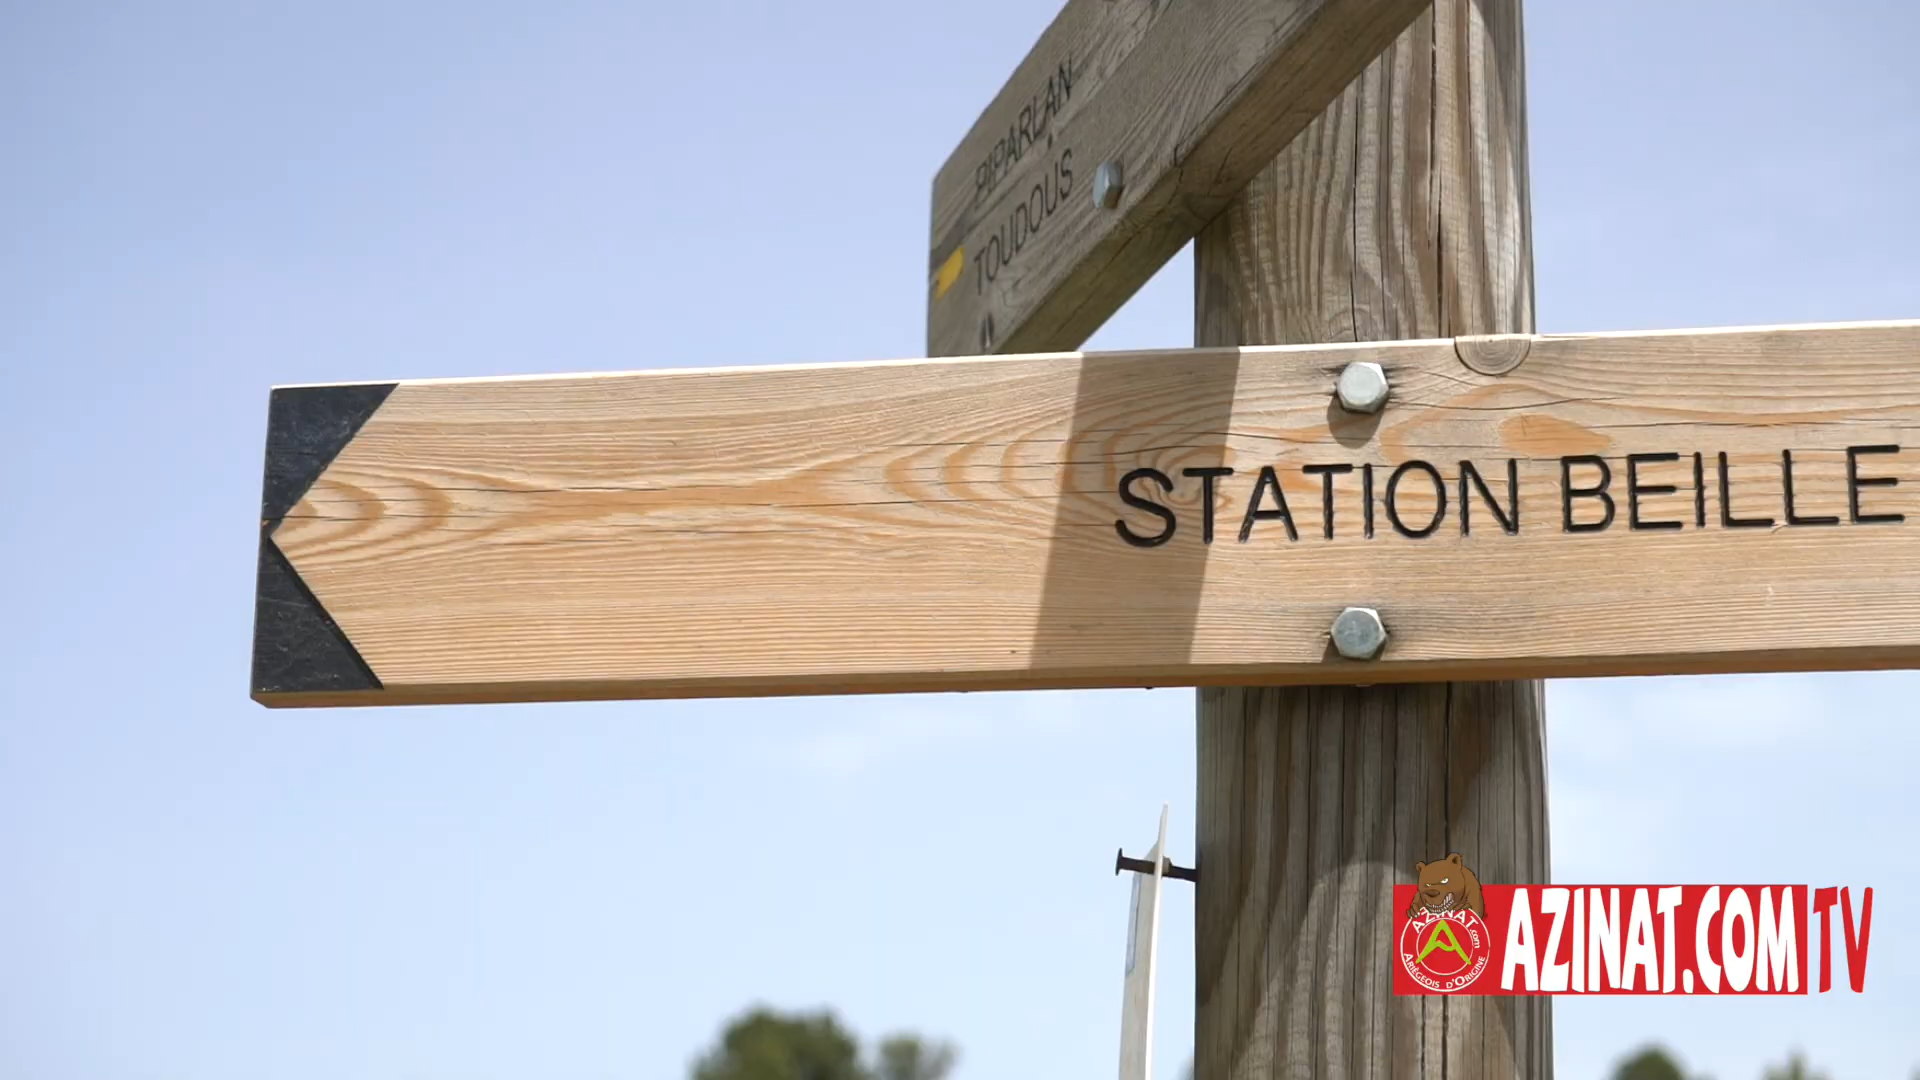 PIPARLAN
TOUDOUS
STATION BEILLE
AZINAT.COM TV
AZINAT
.com
ARIÉGEOIS D'ORIGINE